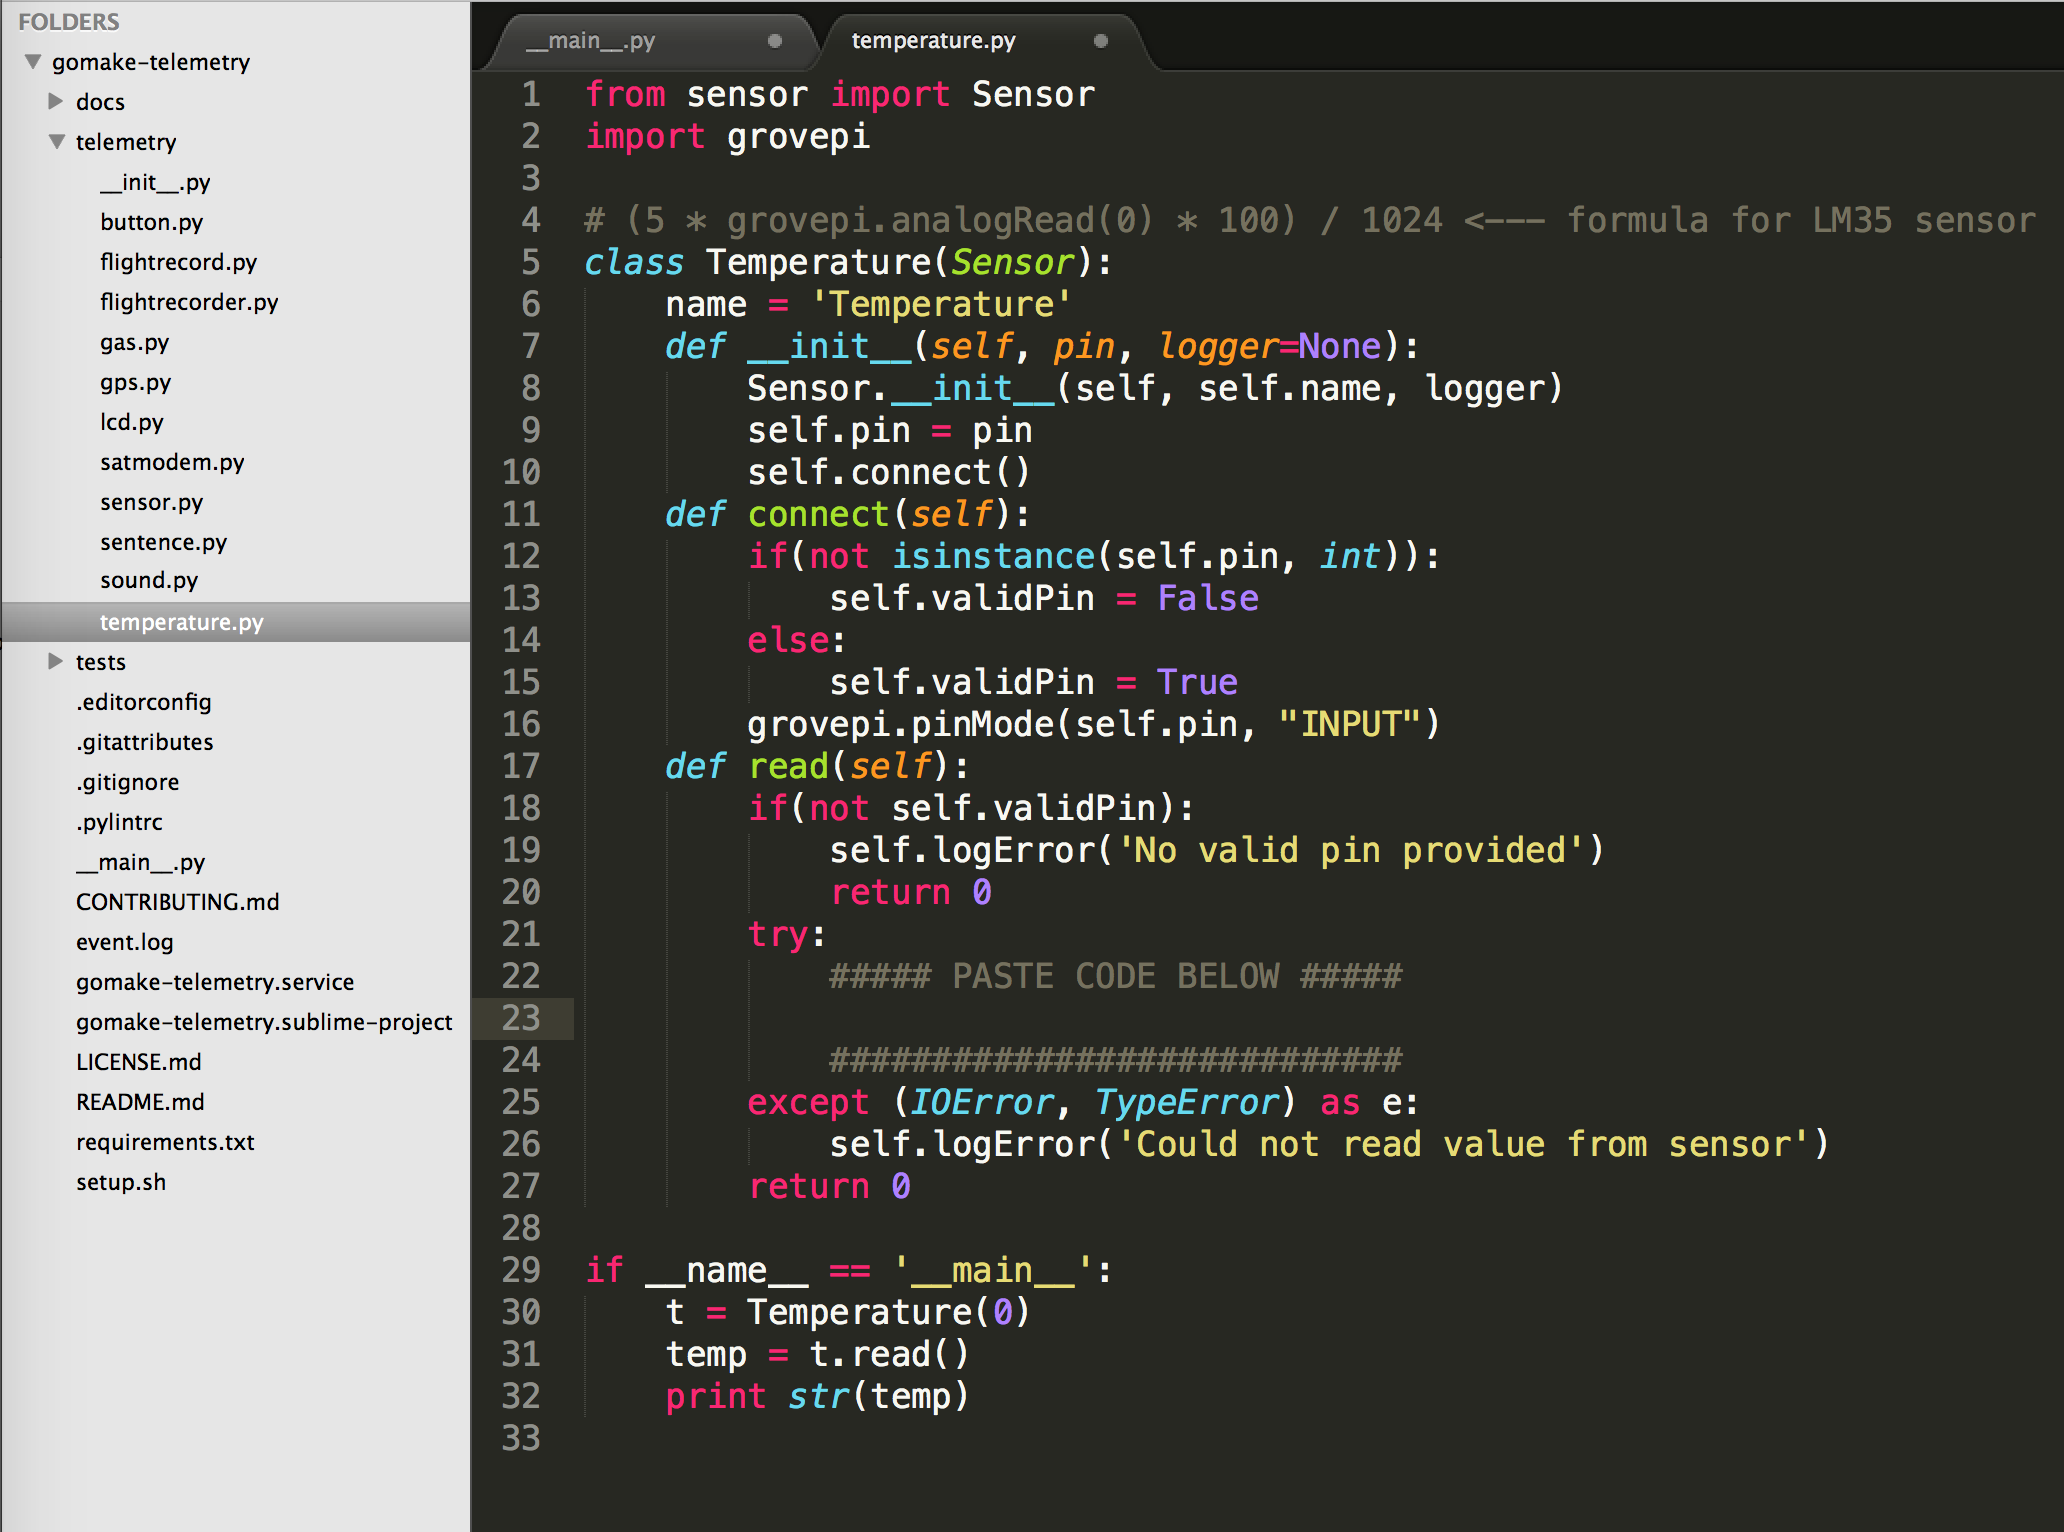 FOLDERS
gomake-telemetry
docs
telemetry
__init__.py
button.py
flightrecord.py
flightrecorder.py
gas.py
gps.py
lcd.py
satmodem.py
sensor.py
sentence.py
sound.py
temperature.py
tests
.editorconfig
.gitattributes
.gitignore
.pylintrc
__main__.py
CONTRIBUTING.md
event.log
gomake-telemetry.service
gomake-telemetry.sublime-project
LICENSE.md
README.md
requirements.txt
setup.sh
__main__.py temperature.py
1 from sensor import Sensor
2 import grovepi
3
4 # (5 * grovepi.analogRead(0) * 100) / 1024 <--- formula for LM35 sensor
5 class Temperature(Sensor):
6     name = 'Temperature'
7     def __init__(self, pin, logger=None):
8         Sensor.__init__(self, self.name, logger)
9         self.pin = pin
10         self.connect()
11     def connect(self):
12         if(not isinstance(self.pin, int)):
13             self.validPin = False
14         else:
15             self.validPin = True
16         grovepi.pinMode(self.pin, "INPUT")
17     def read(self):
18         if(not self.validPin):
19             self.logError('No valid pin provided')
20             return 0
21         try:
22             ##### PASTE CODE BELOW #####
23
24             ############################
25         except (IOError, TypeError) as e:
26             self.logError('Could not read value from sensor')
27         return 0
28
29 if __name__ == '__main__':
30     t = Temperature(0)
31     temp = t.read()
32     print str(temp)
33